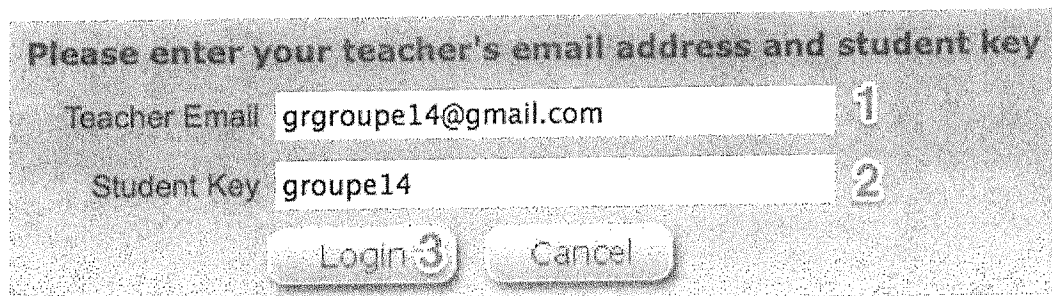 Please enter your teacher's email address and student key
Teacher Email grgroupe14@gmail.com 1
Student Key groupe14 2
Login 3 Cancel